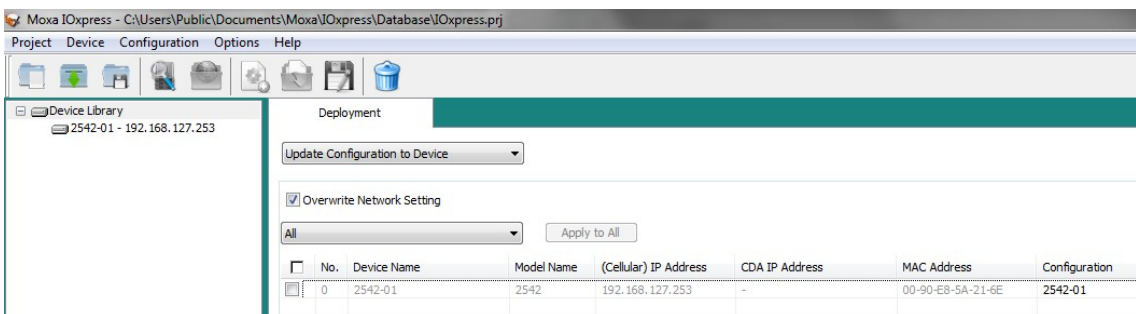 Moxa IOxpress - C:\Users\Public\Documents\Moxa\IOxpress\Database\IOxpress.prj
Project Device Configuration Options Help
Device Library
2542-01 - 192.168.127.253
Deployment
Update Configuration to Device
Overwrite Network Setting
All
Apply to All
No. Device Name Model Name (Cellular) IP Address CDA IP Address MAC Address Configuration
0 2542-01 2542 192.168.127.253 - 00-90-E8-5A-21-6E 2542-01